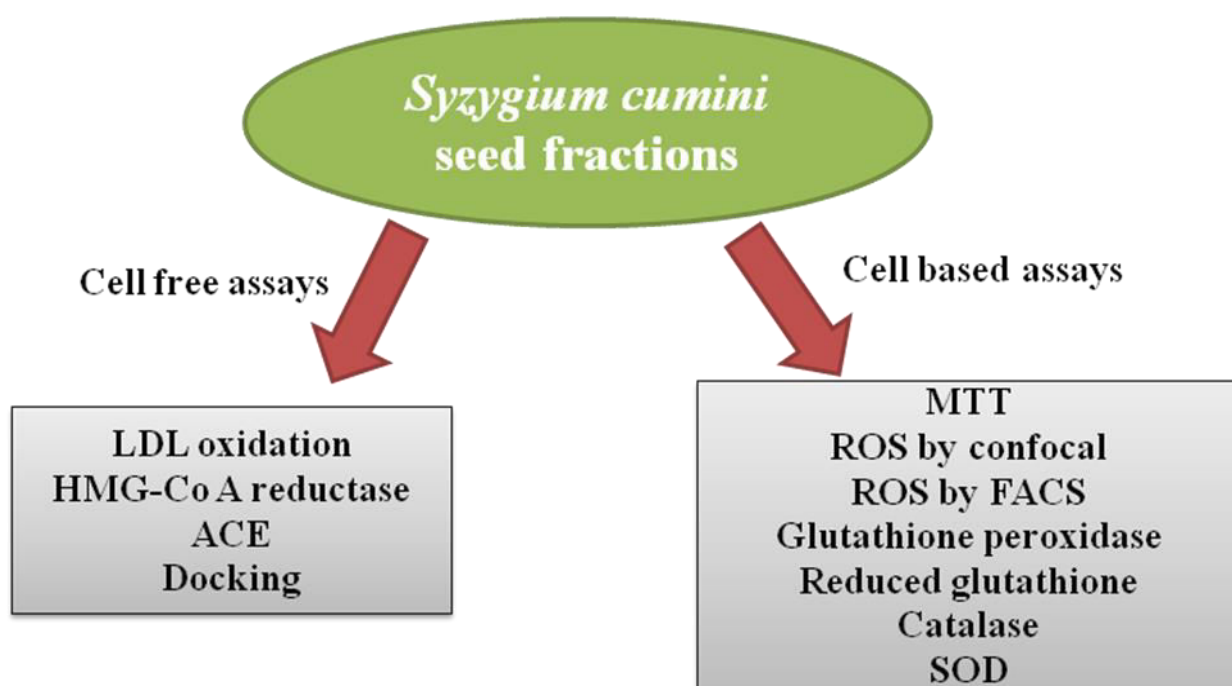 Syzygium cumini
seed fractions
Cell free assays
Cell based assays
LDL oxidation
HMG-Co A reductase
ACE
Docking
MTT
ROS by confocal
ROS by FACS
Glutathione peroxidase
Reduced glutathione
Catalase
SOD